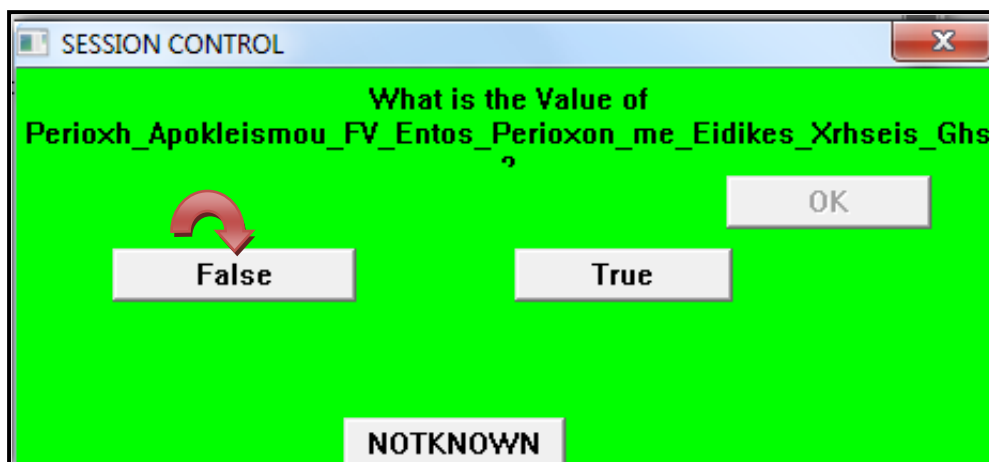 SESSION CONTROL
What is the Value of
Perioxh_Apokleismou_FV_Entos_Perioxon_me_Eidikes_Xrhseis_Ghs
?
OK
False
True
NOTKNOWN